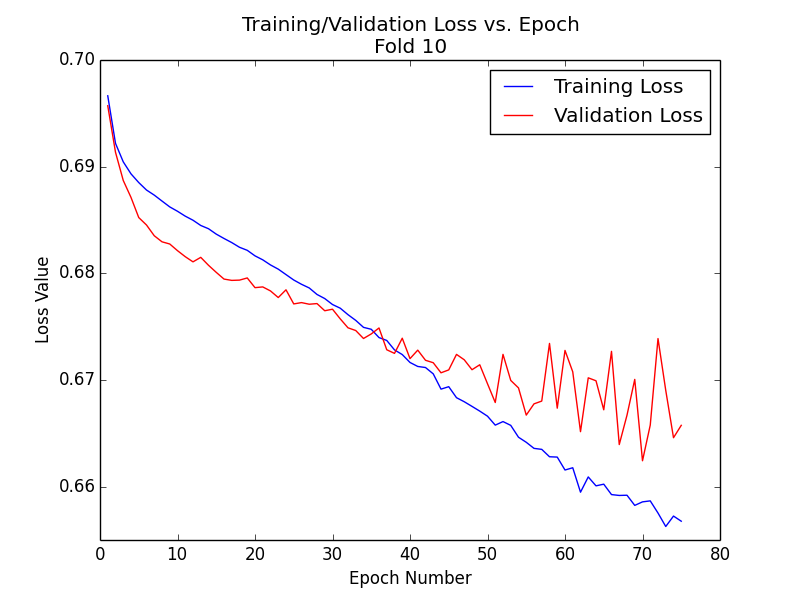 Training/Validation Loss vs. Epoch
Fold 10
Training Loss
Validation Loss
0.70
0.69
0.68
0.67
0.66
Loss Value
0 10 20 30 40 50 60 70 80
Epoch Number